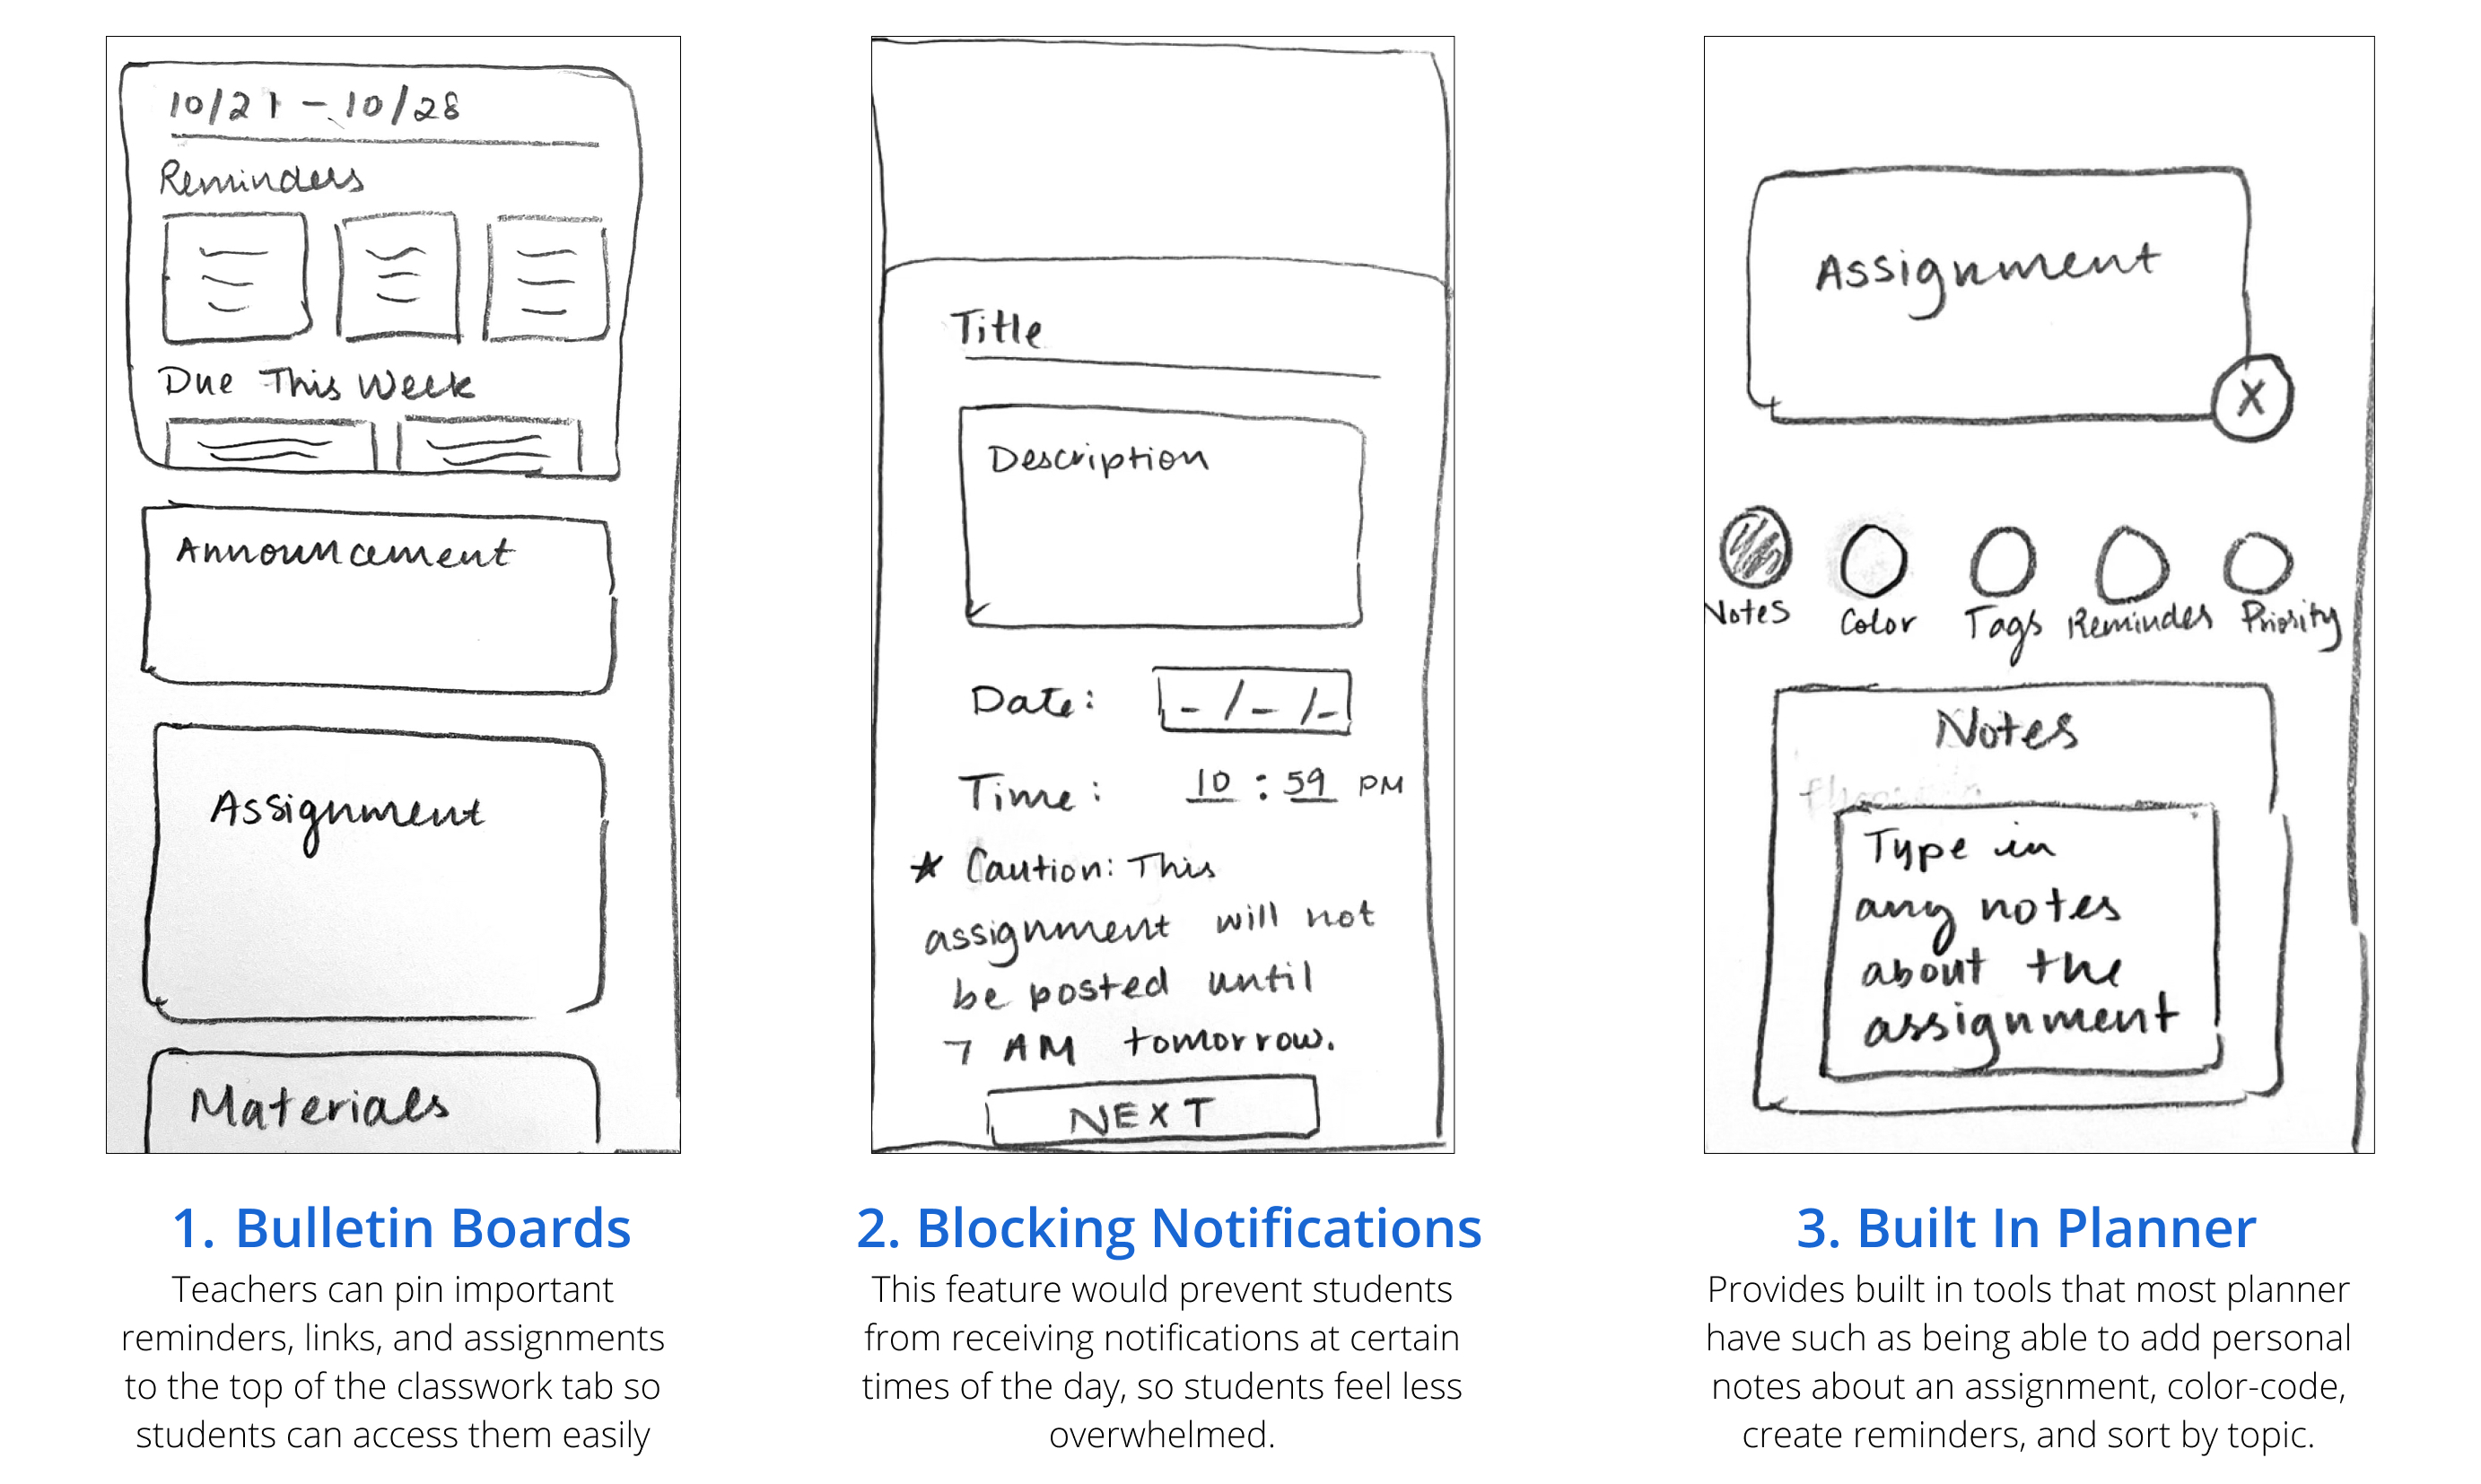 10/21 - 10/28
Reminders
Due This Week
Announcement
Assignment
Materials
Title
Description
Date: _ / _ / _
Time: 10 : 59 PM
* Caution: This
assignment will not
be posted until
7 AM tomorrow.
NEXT
Assignment
X
Notes Color Tags Reminder Priority
Notes
Type in
any notes
about the
assignment
1. Bulletin Boards
Teachers can pin important
reminders, links, and assignments
to the top of the classwork tab so
students can access them easily
2. Blocking Notifications
This feature would prevent students
from receiving notifications at certain
times of the day, so students feel less
overwhelmed.
3. Built In Planner
Provides built in tools that most planner
have such as being able to add personal
notes about an assignment, color-code,
create reminders, and sort by topic.